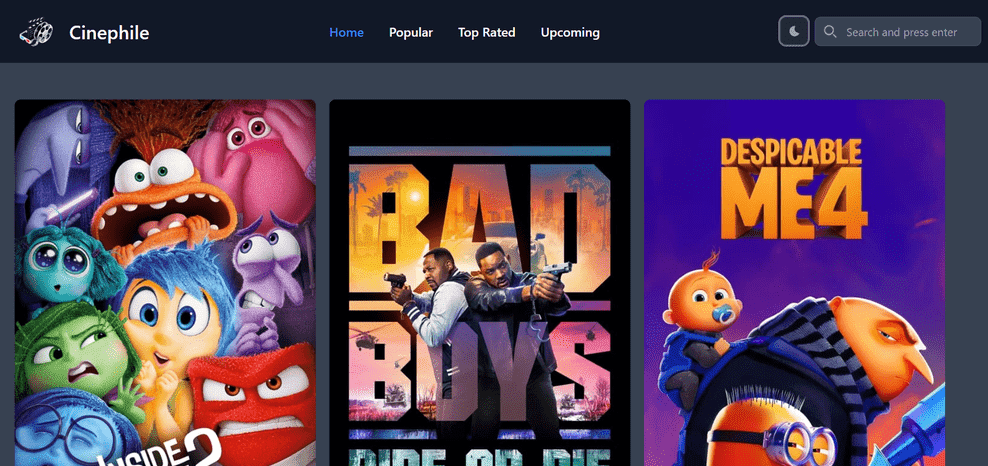 Cinephile
Home Popular Top Rated Upcoming
Search and press enter
INSIDE 2
BAD
BOYS
RIDE OR DIE
DESPICABLE
ME 4